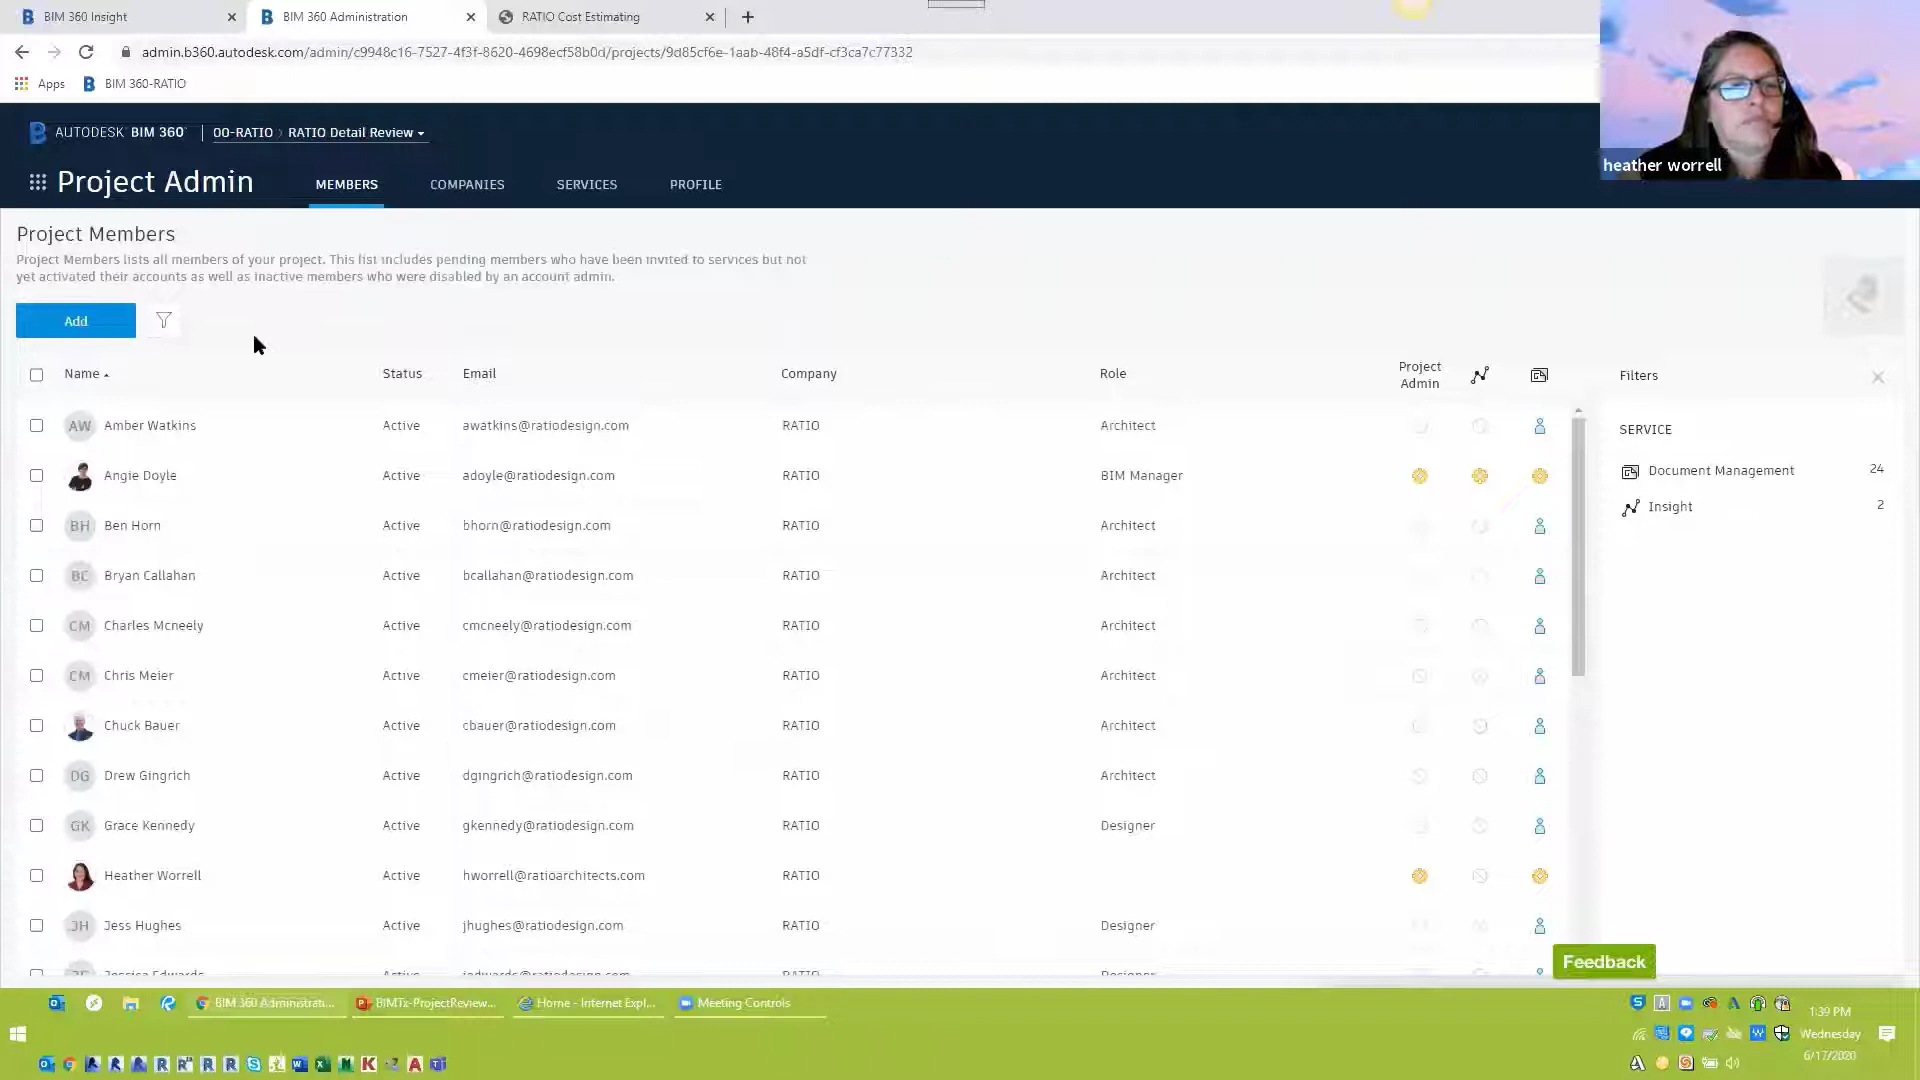 BIM 360 Insight
BIM 360 Administration
RATIO Cost Estimating
admin.b360.autodesk.com/admin/c9948c16-7527-4f3f-8620-4698ecf58b0d/projects/9d85cf6e-1aab-48f4-a5df-cf3ca7c77332
Apps BIM 360-RATIO
heather worrell
AUTODESK BIM 360 00-RATIO RATIO Detail Review
Project Admin MEMBERS COMPANIES SERVICES PROFILE
Project Members
Project Members lists all members of your project. This list includes pending members who have been invited to services but not
yet activated their accounts as well as inactive members who were disabled by an account admin.
Add
Name Status Email Company Role Project Admin
Filters
AW Amber Watkins Active awatkins@ratiodesign.com RATIO Architect
SERVICE
Document Management 24
Angie Doyle Active adoyle@ratiodesign.com RATIO BIM Manager
Insight 2
BH Ben Horn Active bhorn@ratiodesign.com RATIO Architect
BC Bryan Callahan Active bcallahan@ratiodesign.com RATIO Architect
CM Charles Mcneely Active cmcneely@ratiodesign.com RATIO Architect
CM Chris Meier Active cmeier@ratiodesign.com RATIO Architect
Chuck Bauer Active cbauer@ratiodesign.com RATIO Architect
DG Drew Gingrich Active dgingrich@ratiodesign.com RATIO Architect
GK Grace Kennedy Active gkennedy@ratiodesign.com RATIO Designer
Heather Worrell Active hworrell@ratioarchitects.com RATIO
JH Jess Hughes Active jhughes@ratiodesign.com RATIO Designer
Feedback
BIM 360 Administrat... BIMTx-ProjectReview... Home - Internet Expl... Meeting Controls
1:39 PM
Wednesday
6/17/2020